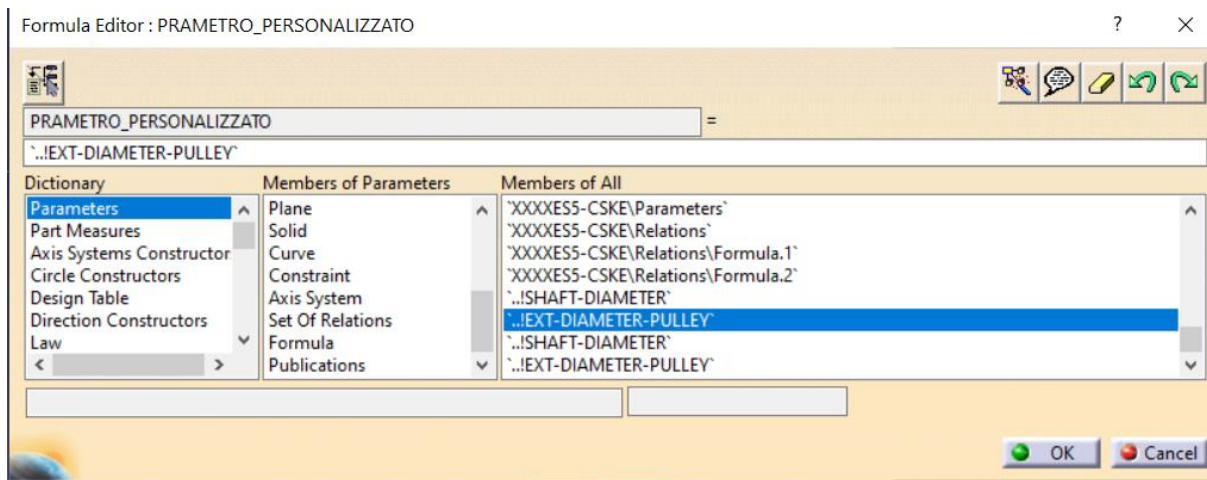 Formula Editor : PRAMETRO_PERSONALIZZATO ? ×
PRAMETRO_PERSONALIZZATO =
`..!EXT-DIAMETER-PULLEY`
Dictionary Members of Parameters Members of All
Parameters Plane `XXXXES5-CSKE\Parameters`
Part Measures Solid `XXXXES5-CSKE\Relations`
Axis Systems Constructor Curve `XXXXES5-CSKE\Relations\Formula.1`
Circle Constructors Constraint `XXXXES5-CSKE\Relations\Formula.2`
Design Table Axis System `..!SHAFT-DIAMETER`
Direction Constructors Set Of Relations `..!EXT-DIAMETER-PULLEY`
Law Formula `..!SHAFT-DIAMETER`
Publications `..!EXT-DIAMETER-PULLEY`
OK Cancel